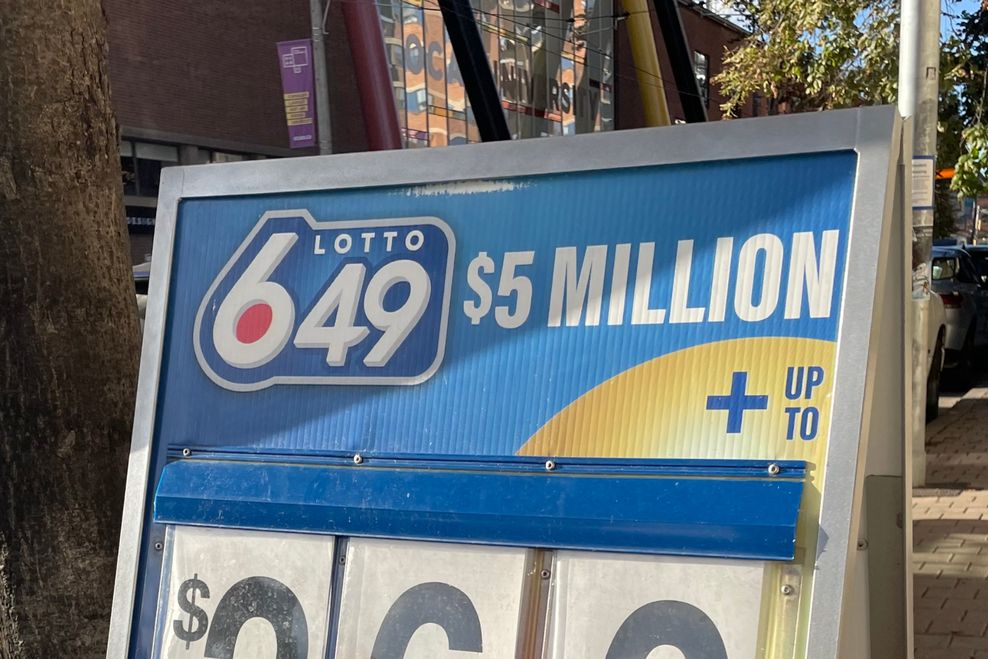 LOTTO
649
$5 MILLION
+ UP
TO
$